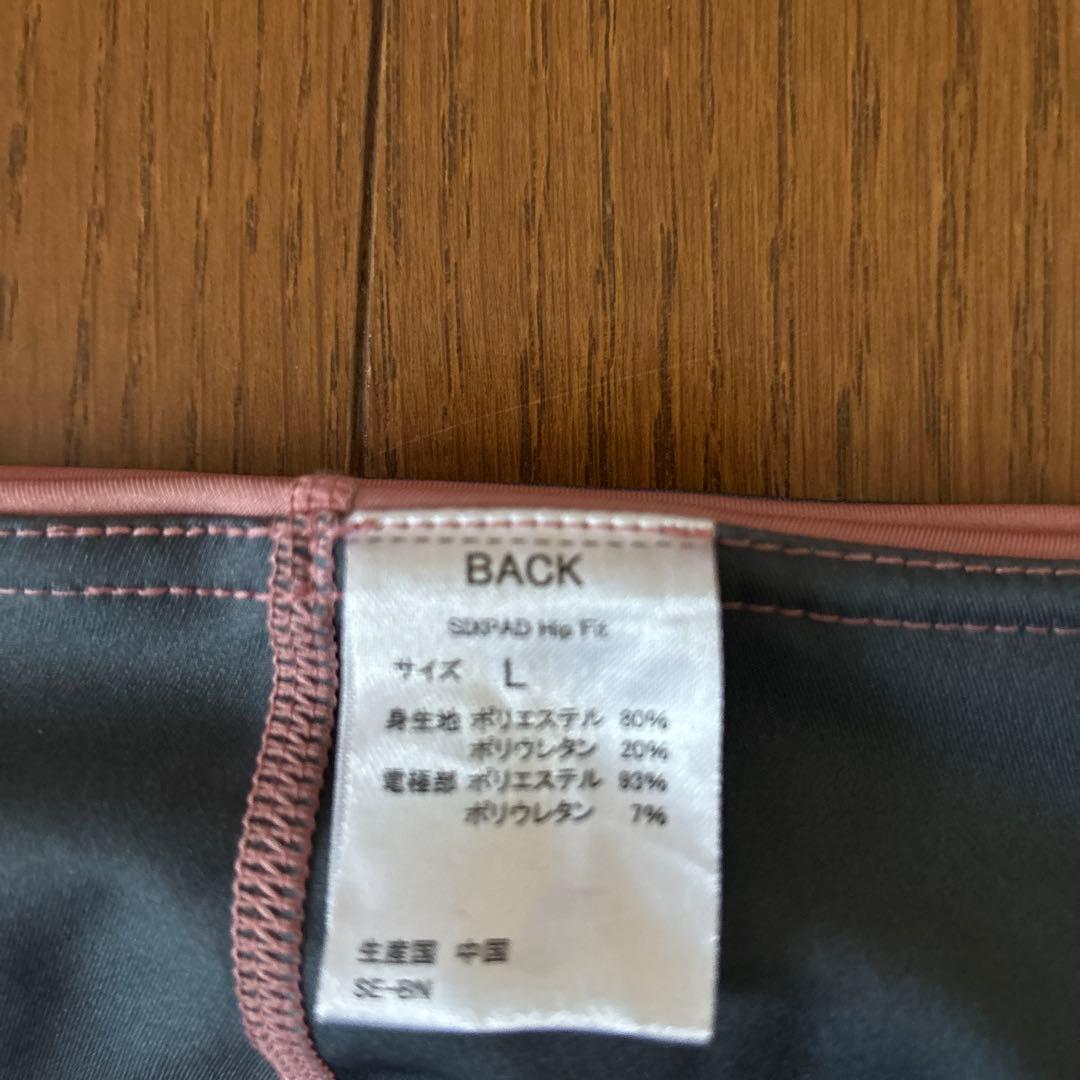 BACK
SIXPAD Hip Fit
サイズ L
身生地 ポリエステル 80%
ポリウレタン 20%
電極部 ポリエステル 93%
ポリウレタン 7%
生産国 中国
SE-BN